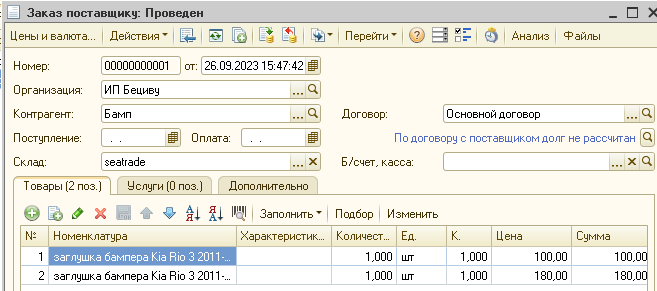 Заказ поставщику: Проведен
Цены и валюта... Действия Перейти Анализ Файлы
Номер: 00000000001 от: 26.09.2023 15:47:42
Организация: ИП Бециву
Контрагент: Бамп Договор: Основной договор
Поступление: . . Оплата: . . По договору с поставщиком долг не рассчитан
Склад: seatrade Б/счет, касса:
Товары (2 поз.) Услуги (0 поз.) Дополнительно
Заполнить Подбор Изменить
№ Номенклатура Характеристик... Количест... Ед. К. Цена Сумма
1 заглушка бампера Kia Rio 3 2011-... 1,000 шт 1,000 100,00 100,00
2 заглушка бампера Kia Rio 3 2011-... 1,000 шт 1,000 180,00 180,00